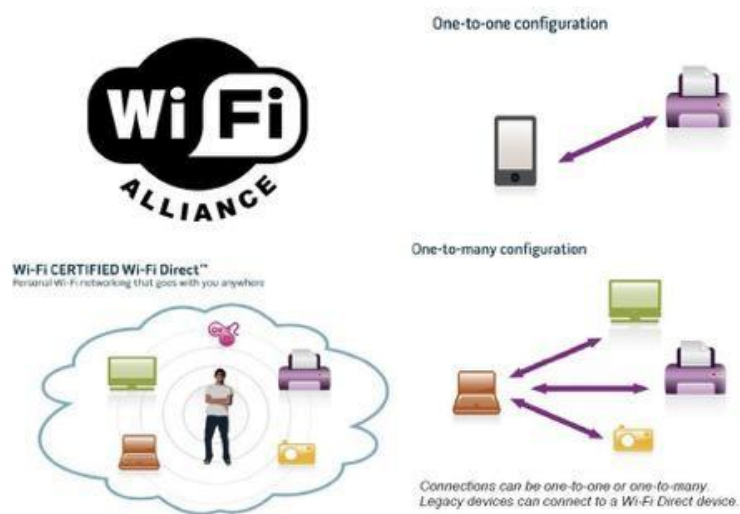 Wi Fi
ALLIANCE
One-to-one configuration
Wi-Fi CERTIFIED Wi-Fi Direct™
Personal Wi-Fi networking that goes with you anywhere
One-to-many configuration
Connections can be one-to-one or one-to-many.
Legacy devices can connect to a Wi-Fi Direct device.